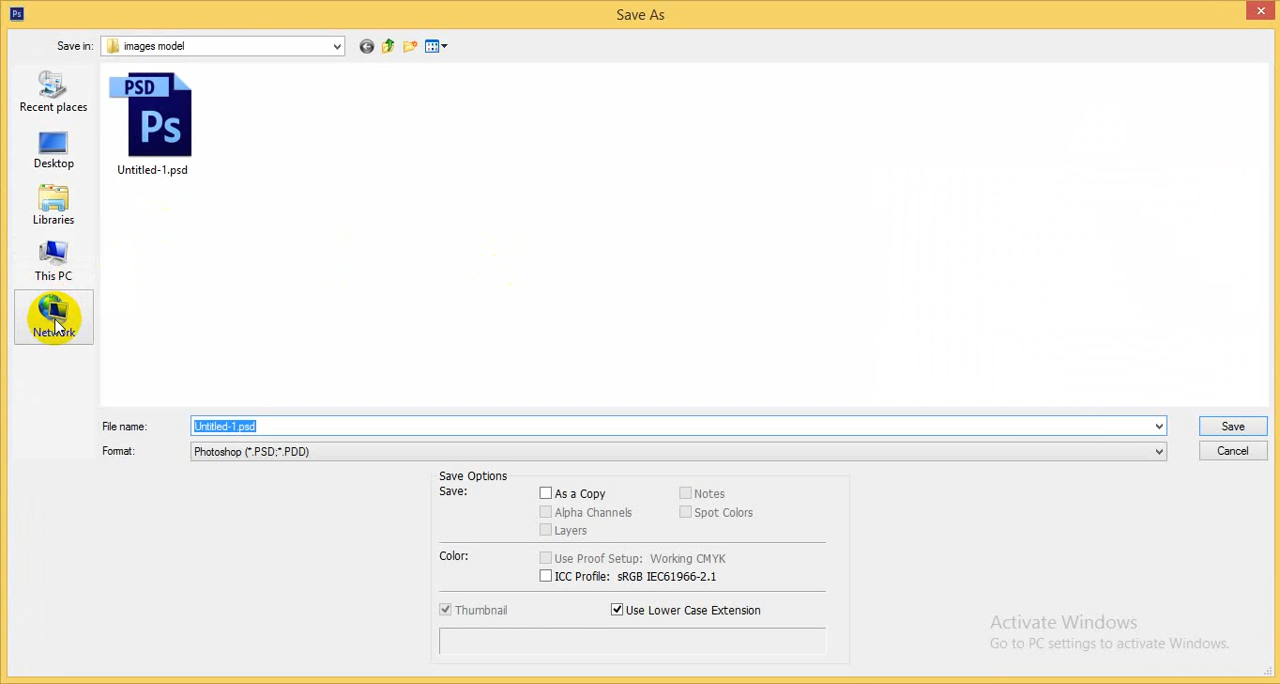 Ps
Save As
Save in:
images model
Recent places
Desktop
Libraries
This PC
Network
PSD
Ps
Untitled-1.psd
File name:
Untitled-1.psd
Save
Format:
Photoshop (*.PSD;*.PDD)
Cancel
Save Options
Save:
As a Copy
Notes
Alpha Channels
Spot Colors
Layers
Color:
Use Proof Setup: Working CMYK
ICC Profile: sRGB IEC61966-2.1
Thumbnail
Use Lower Case Extension
Activate Windows
Go to PC settings to activate Windows.